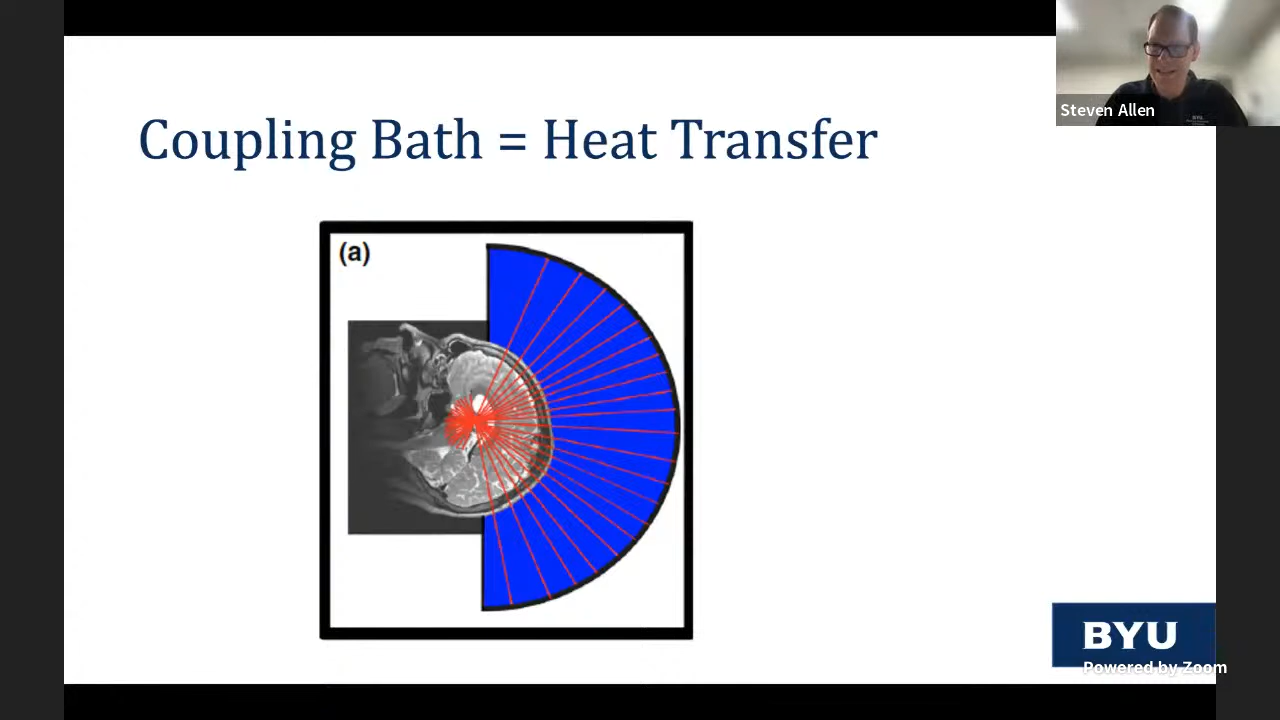 Steven Allen
Coupling Bath = Heat Transfer
(a)
BYU
Powered by Zoom